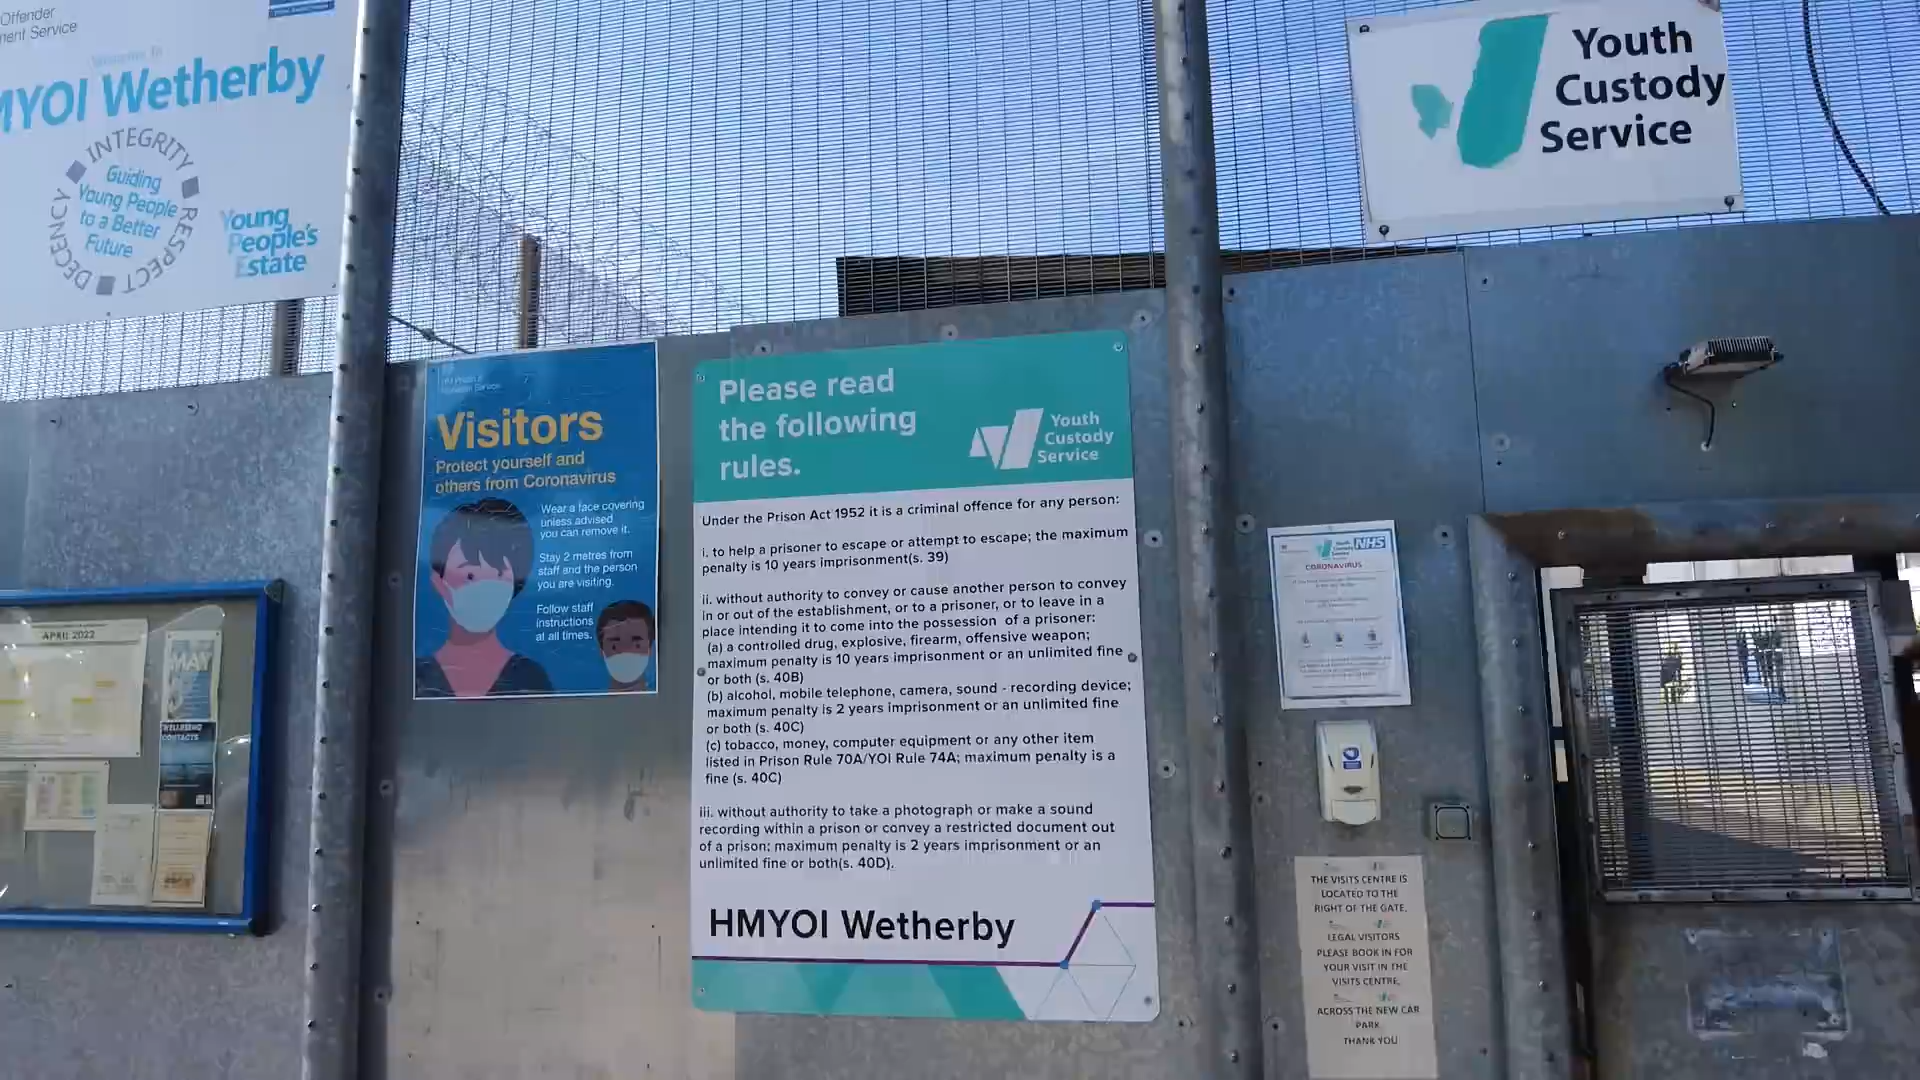 Offender
ment Service
Welcome to
MYOI Wetherby
INTEGRITY
RESPECT
DECENCY
Guiding
Young People
to a Better
Future
Young
People's
Estate
Youth
Custody
Service
HM Prison &
Probation Service
Visitors
Protect yourself and
others from Coronavirus
Wear a face covering
unless advised
you can remove it.
Stay 2 metres from
staff and the person
you are visiting.
Follow staff
instructions
at all times.
Please read
the following
rules.
Youth
Custody
Service
Under the Prison Act 1952 it is a criminal offence for any person:
i. to help a prisoner to escape or attempt to escape; the maximum
penalty is 10 years imprisonment(s. 39)
ii. without authority to convey or cause another person to convey
in or out of the establishment, or to a prisoner, or to leave in a
place intending it to come into the possession of a prisoner:
(a) a controlled drug, explosive, firearm, offensive weapon;
maximum penalty is 10 years imprisonment or an unlimited fine
or both (s. 40B)
(b) alcohol, mobile telephone, camera, sound - recording device;
maximum penalty is 2 years imprisonment or an unlimited fine
or both (s. 40C)
(c) tobacco, money, computer equipment or any other item
listed in Prison Rule 70A/YOI Rule 74A; maximum penalty is a
fine (s. 40C)
iii. without authority to take a photograph or make a sound
recording within a prison or convey a restricted document out
of a prison; maximum penalty is 2 years imprisonment or an
unlimited fine or both(s. 40D).
HMYOI Wetherby
APRIL 2022
MAY
WELLBEING
CONTACTS
Youth
Custody
Service
NHS
CORONAVIRUS
THE VISITS CENTRE IS
LOCATED TO THE
RIGHT OF THE GATE.
LEGAL VISITORS
PLEASE BOOK IN FOR
YOUR VISIT IN THE
VISITS CENTRE,
ACROSS THE NEW CAR
PARK.
THANK YOU